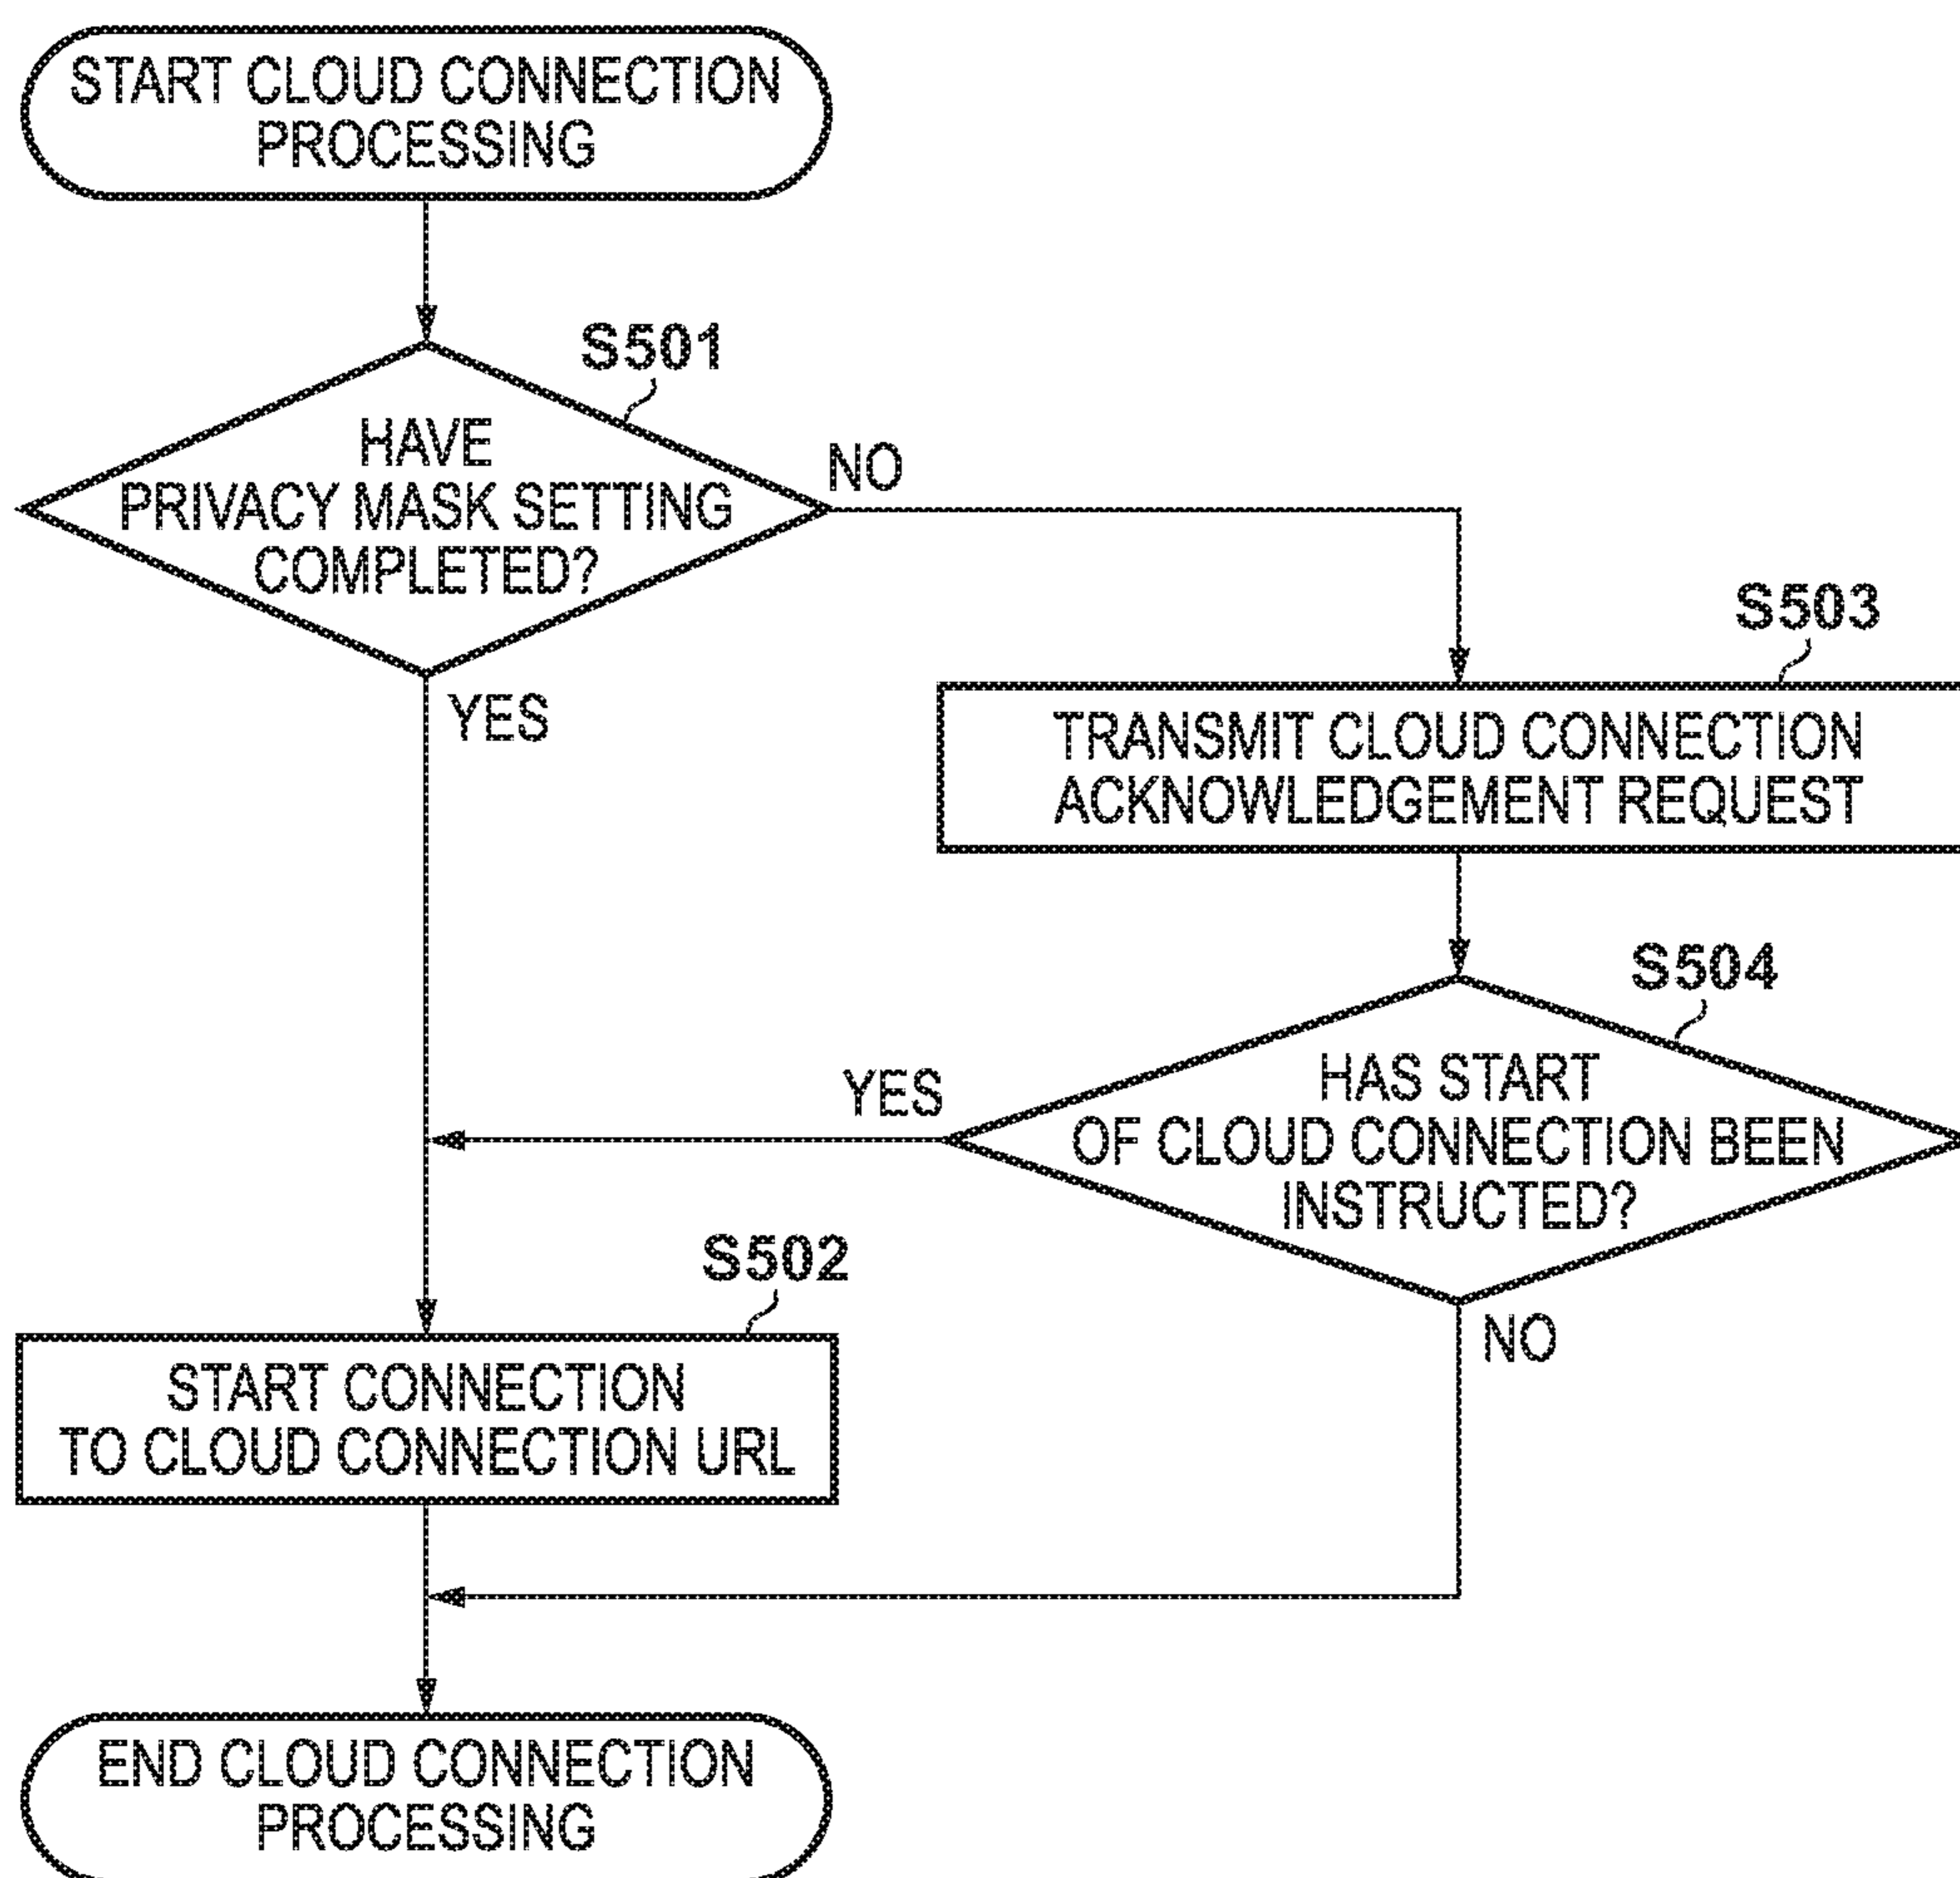 START CLOUD CONNECTION
PROCESSING
S501
HAVE
PRIVACY MASK SETTING
COMPLETED?
NO
YES
S503
TRANSMIT CLOUD CONNECTION
ACKNOWLEDGEMENT REQUEST
S504
HAS START
OF CLOUD CONNECTION BEEN
INSTRUCTED?
YES
NO
S502
START CONNECTION
TO CLOUD CONNECTION URL
END CLOUD CONNECTION
PROCESSING